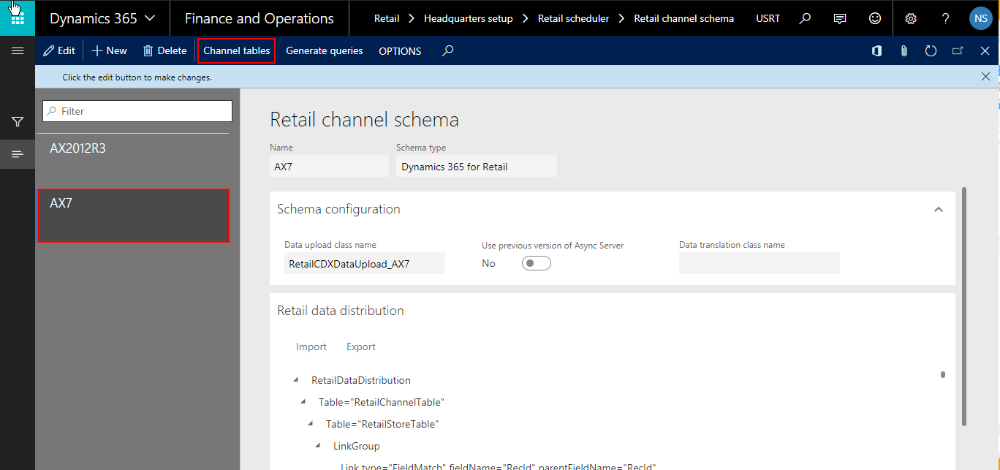 Dynamics 365 Finance and Operations Retail Headquarters setup Retail scheduler Retail channel schema USRT ? NS
Edit New Delete Channel tables Generate queries OPTIONS
Click the edit button to make changes.
Filter
AX2012R3
AX7
Retail channel schema
Name Schema type
AX7 Dynamics 365 for Retail
Schema configuration
Data upload class name Use previous version of Async Server Data translation class name
RetailCDXDataUpload_AX7 No
Retail data distribution
Import Export
RetailDataDistribution
Table="RetailChannelTable"
Table="RetailStoreTable"
LinkGroup
Link type="FieldMatch" fieldName="RecId" parentFieldName="RecId"